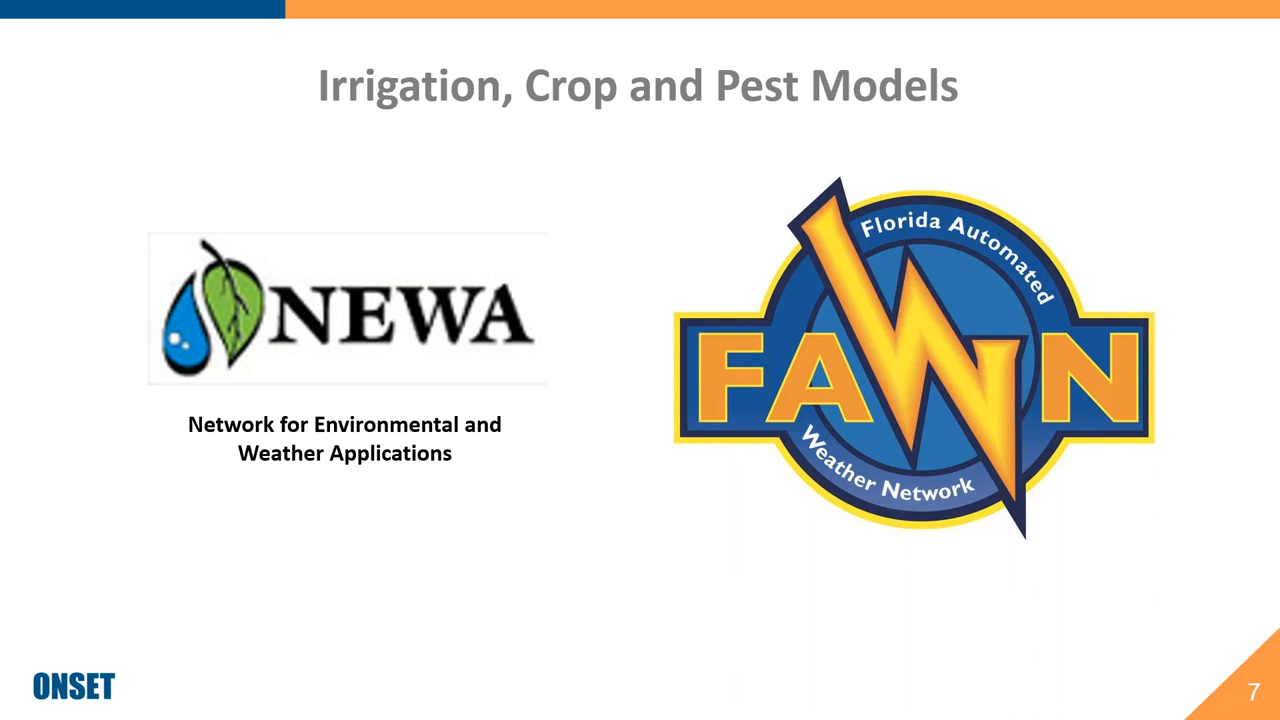 Irrigation, Crop and Pest Models
NEWA
Network for Environmental and
Weather Applications
Florida Automated
FAWN
Weather Network
ONSET
7